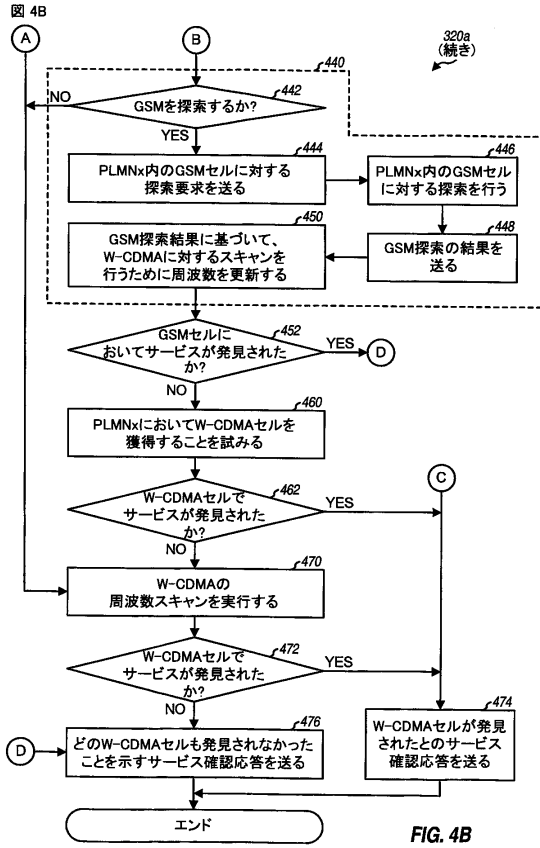 図 4B
A
B
320a
(続き)
440
442
GSMを探索するか?
NO
YES
444
PLMNx内のGSMセルに対する
探索要求を送る
446
PLMNx内のGSMセル
に対する探索を行う
450
GSM探索結果に基づいて、
W-CDMAに対するスキャンを
行うために周波数を更新する
448
GSM探索の結果を
送る
452
GSMセルに
おいてサービスが発見された
か?
YES
D
NO
460
PLMNxにおいてW-CDMAセルを
獲得することを試みる
C
462
W-CDMAセルで
サービスが発見された
か?
YES
NO
470
W-CDMAの
周波数スキャンを実行する
472
W-CDMAセルで
サービスが発見された
か?
YES
NO
474
W-CDMAセルが発見
されたとのサービス
確認応答を送る
476
D
どのW-CDMAセルも発見されなかった
ことを示すサービス確認応答を送る
エンド
FIG. 4B